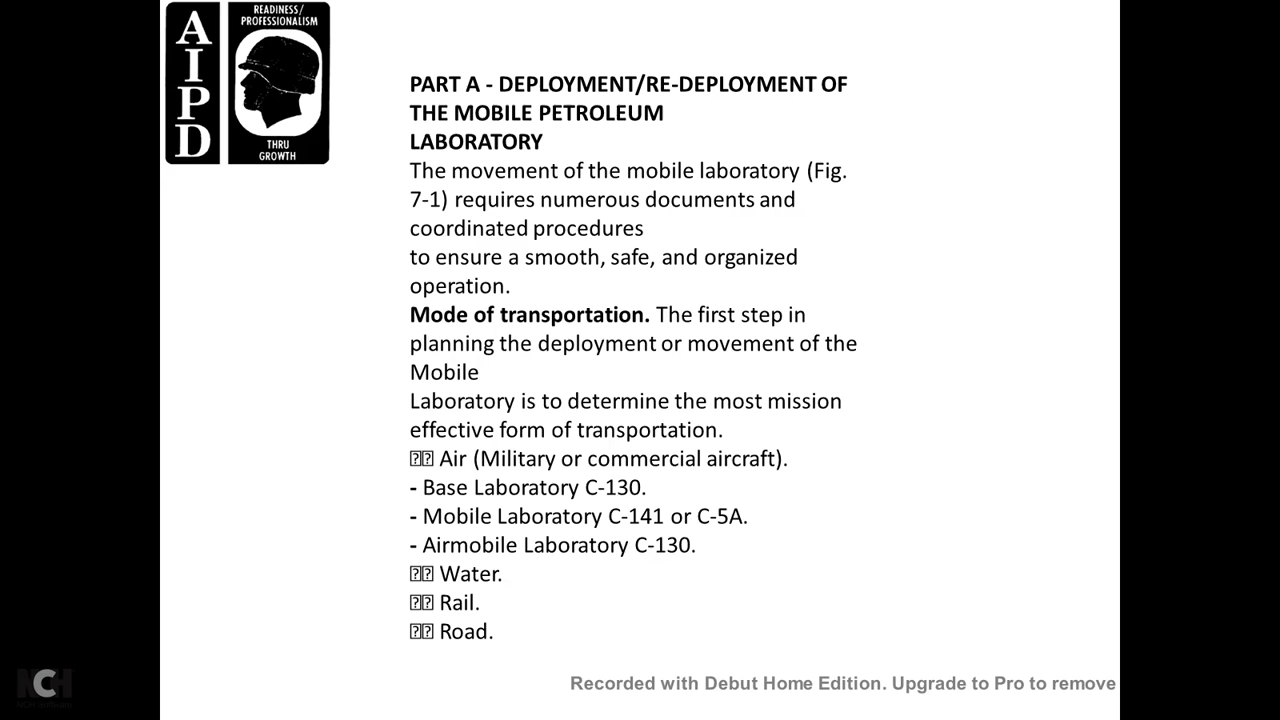 AIPD
READINESS/
PROFESSIONALISM
THRU
GROWTH
PART A - DEPLOYMENT/RE-DEPLOYMENT OF
THE MOBILE PETROLEUM
LABORATORY
The movement of the mobile laboratory (Fig.
7-1) requires numerous documents and
coordinated procedures
to ensure a smooth, safe, and organized
operation.
Mode of transportation. The first step in
planning the deployment or movement of the
Mobile
Laboratory is to determine the most mission
effective form of transportation.
⍰⍰ Air (Military or commercial aircraft).
- Base Laboratory C-130.
- Mobile Laboratory C-141 or C-5A.
- Airmobile Laboratory C-130.
⍰⍰ Water.
⍰⍰ Rail.
⍰⍰ Road.
NCH
NCH Software
Recorded with Debut Home Edition. Upgrade to Pro to remove